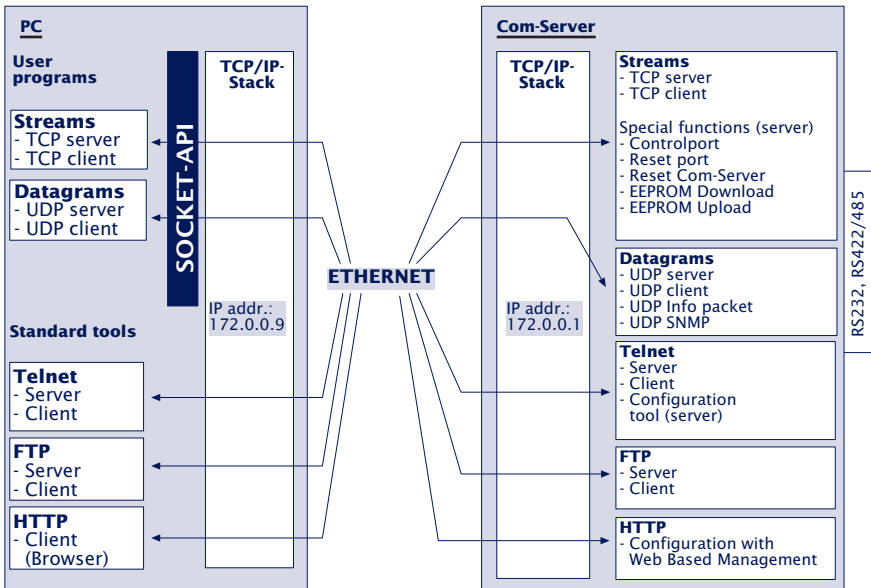 PC
User
programs
Streams
- TCP server
- TCP client
Datagrams
- UDP server
- UDP client
SOCKET-API
TCP/IP-
Stack
IP addr.:
172.0.0.9
Standard tools
Telnet
- Server
- Client
FTP
- Server
- Client
HTTP
- Client
(Browser)
ETHERNET
Com-Server
TCP/IP-
Stack
IP addr.:
172.0.0.1
Streams
- TCP server
- TCP client
Special functions (server)
- Controlport
- Reset port
- Reset Com-Server
- EEPROM Download
- EEPROM Upload
Datagrams
- UDP server
- UDP client
- UDP Info packet
- UDP SNMP
Telnet
- Server
- Client
- Configuration
tool (server)
FTP
- Server
- Client
HTTP
- Configuration with
Web Based Management
RS232, RS422/485